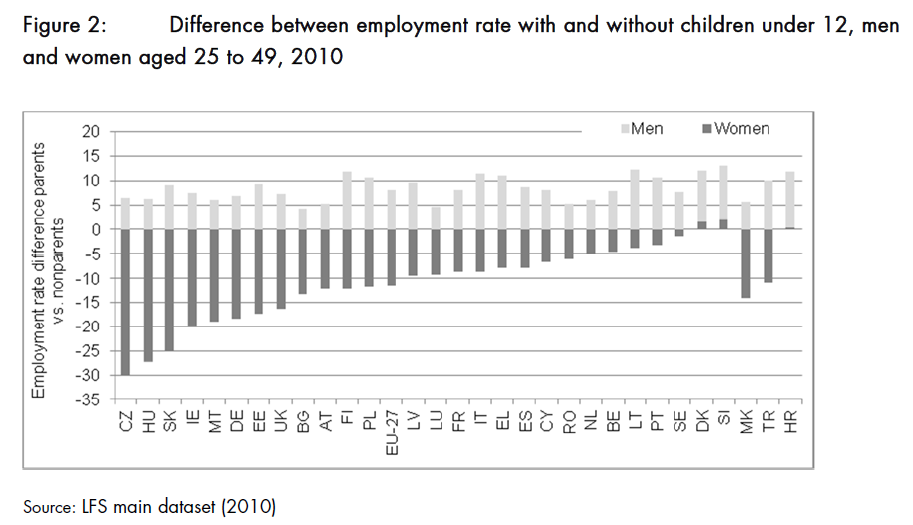 Figure 2: Difference between employment rate with and without children under 12, men
and women aged 25 to 49, 2010
Employment rate difference parents
vs. nonparents
20
15
10
5
0
-5
-10
-15
-20
-25
-30
-35
Men
Women
CZ
HU
SK
IE
MT
DE
EE
UK
BG
AT
FI
PL
EU-27
LV
LU
FR
IT
EL
ES
CY
RO
NL
BE
LT
PT
SE
DK
SI
MK
TR
HR
Source: LFS main dataset (2010)